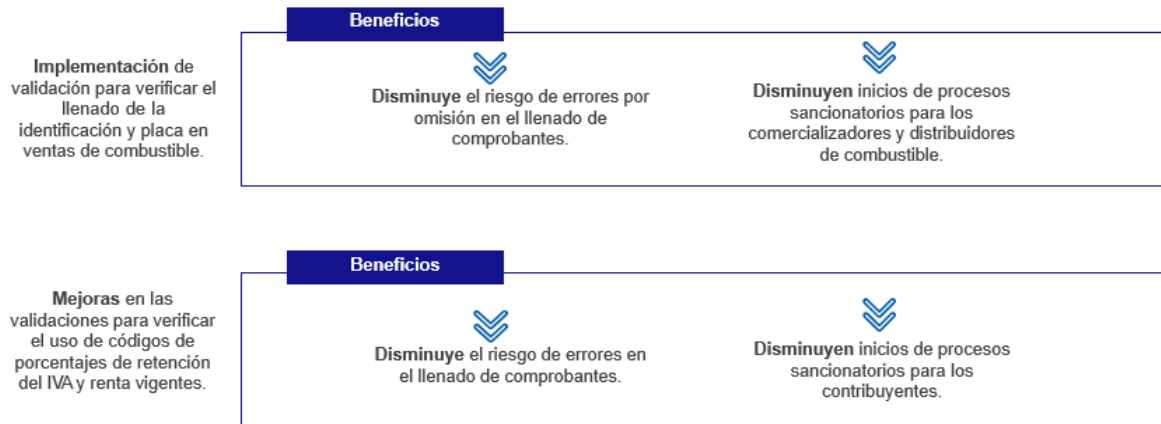 Beneficios
Implementación de
validación para verificar el
llenado de la
identificación y placa en
ventas de combustible.
Disminuye el riesgo de errores por
omisión en el llenado de
comprobantes.
Disminuyen inicios de procesos
sancionatorios para los
comercializadores y distribuidores
de combustible.
Beneficios
Mejoras en las
validaciones para verificar
el uso de códigos de
porcentajes de retención
del IVA y renta vigentes.
Disminuye el riesgo de errores en
el llenado de comprobantes.
Disminuyen inicios de procesos
sancionatorios para los
contribuyentes.